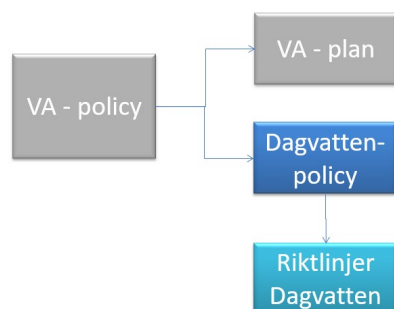 VA - policy
VA - plan
Dagvatten-
policy
Riktlinjer
Dagvatten